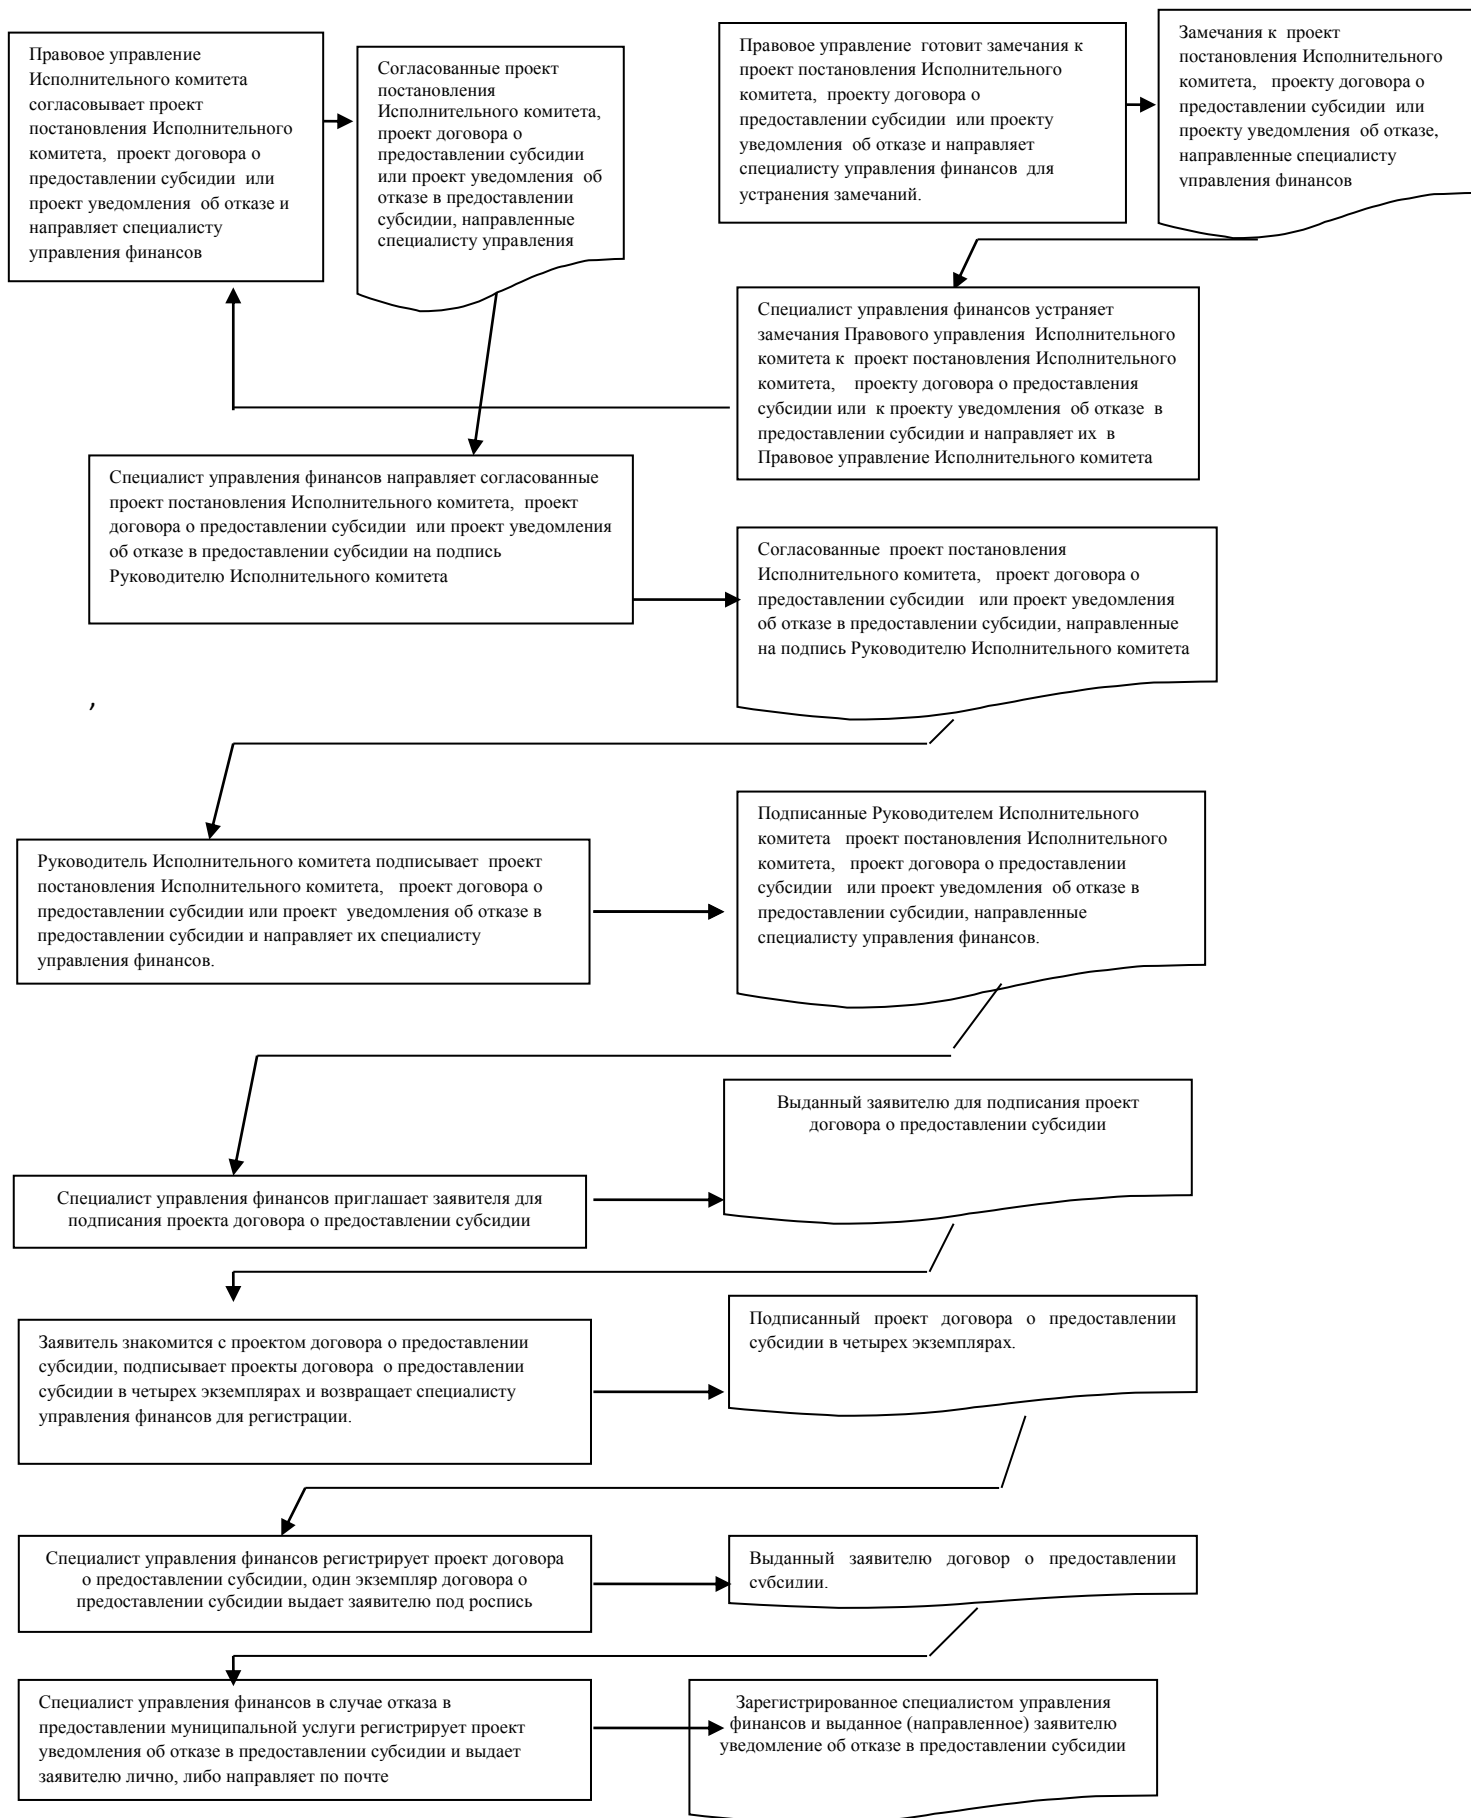 Правовое управление
Исполнительного комитета
согласовывает проект
постановления Исполнительного
комитета, проект договора о
предоставлении субсидии или
проект уведомления об отказе и
направляет специалисту
управления финансов
Согласованные проект
постановления
Исполнительного комитета,
проект договора о
предоставлении субсидии
или проект уведомления об
отказе в предоставлении
субсидии, направленные
специалисту управления
Правовое управление готовит замечания к
проект постановления Исполнительного
комитета, проекту договора о
предоставлении субсидии или проекту
уведомления об отказе и направляет
специалисту управления финансов для
устранения замечаний.
Замечания к проект
постановления Исполнительного
комитета, проекту договора о
предоставлении субсидии или
проекту уведомления об отказе,
направленные специалисту
управления финансов
Специалист управления финансов устраняет
замечания Правового управления Исполнительного
комитета к проект постановления Исполнительного
комитета, проекту договора о предоставления
субсидии или к проекту уведомления об отказе в
предоставлении субсидии и направляет их в
Правовое управление Исполнительного комитета
Специалист управления финансов направляет согласованные
проект постановления Исполнительного комитета, проект
договора о предоставлении субсидии или проект уведомления
об отказе в предоставлении субсидии на подпись
Руководителю Исполнительного комитета
Согласованные проект постановления
Исполнительного комитета, проект договора о
предоставлении субсидии или проект уведомления
об отказе в предоставлении субсидии, направленные
на подпись Руководителю Исполнительного комитета
,
Руководитель Исполнительного комитета подписывает проект
постановления Исполнительного комитета, проект договора о
предоставлении субсидии или проект уведомления об отказе в
предоставлении субсидии и направляет их специалисту
управления финансов.
Подписанные Руководителем Исполнительного
комитета проект постановления Исполнительного
комитета, проект договора о предоставлении
субсидии или проект уведомления об отказе в
предоставлении субсидии, направленные
специалисту управления финансов.
Специалист управления финансов приглашает заявителя для
подписания проекта договора о предоставлении субсидии
Выданный заявителю для подписания проект
договора о предоставлении субсидии
Заявитель знакомится с проектом договора о предоставлении
субсидии, подписывает проекты договора о предоставлении
субсидии в четырех экземплярах и возвращает специалисту
управления финансов для регистрации.
Подписанный проект договора о предоставлении
субсидии в четырех экземплярах.
Специалист управления финансов регистрирует проект договора
о предоставлении субсидии, один экземпляр договора о
предоставлении субсидии выдает заявителю под роспись
Выданный заявителю договор о предоставлении
субсидии.
Специалист управления финансов в случае отказа в
предоставлении муниципальной услуги регистрирует проект
уведомления об отказе в предоставлении субсидии и выдает
заявителю лично, либо направляет по почте
Зарегистрированное специалистом управления
финансов и выданное (направленное) заявителю
уведомление об отказе в предоставлении субсидии